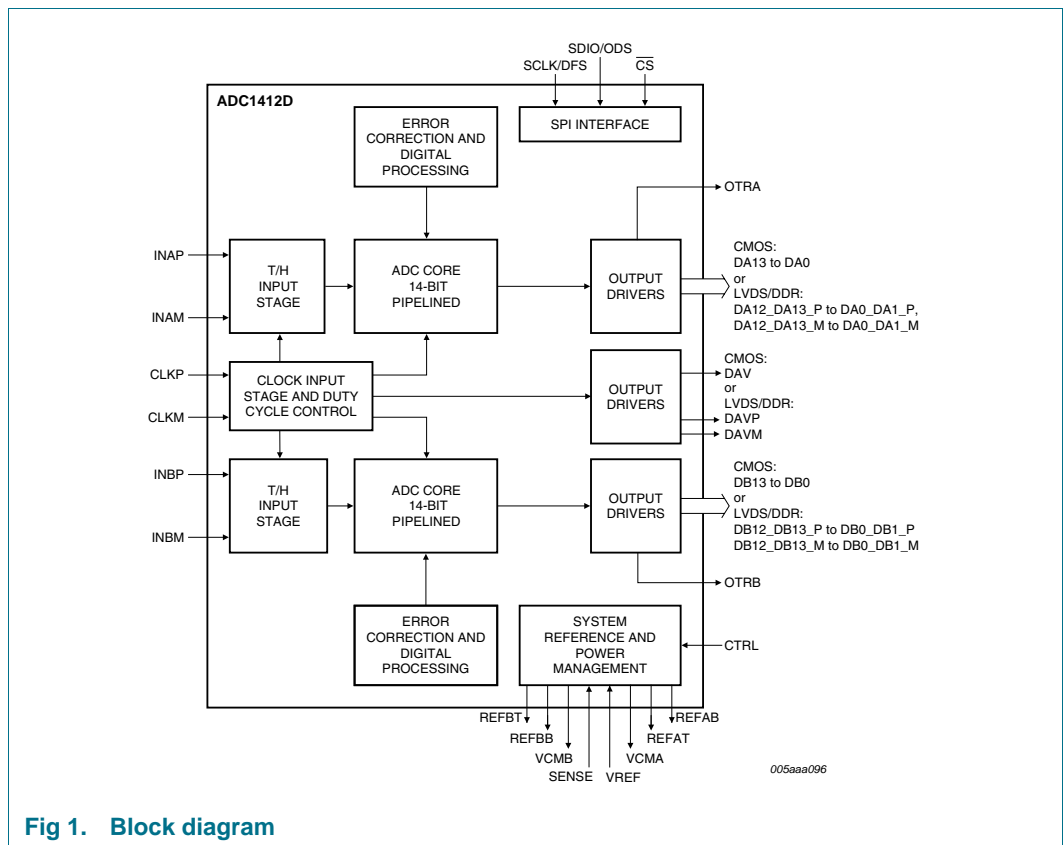 SDIO/ODS
SCLK/DFS
CS
ADC1412D
ERROR
CORRECTION AND
DIGITAL
PROCESSING
SPI INTERFACE
OTRA
INAP
INAM
T/H
INPUT
STAGE
ADC CORE
14-BIT
PIPELINED
OUTPUT
DRIVERS
CMOS:
DA13 to DA0
or
LVDS/DDR:
DA12_DA13_P to DA0_DA1_P,
DA12_DA13_M to DA0_DA1_M
CLKP
CLKM
CLOCK INPUT
STAGE AND DUTY
CYCLE CONTROL
OUTPUT
DRIVERS
CMOS:
DAV
or
LVDS/DDR:
DAVP
DAVM
INBP
INBM
T/H
INPUT
STAGE
ADC CORE
14-BIT
PIPELINED
OUTPUT
DRIVERS
CMOS:
DB13 to DB0
or
LVDS/DDR:
DB12_DB13_P to DB0_DB1_P
DB12_DB13_M to DB0_DB1_M
OTRB
ERROR
CORRECTION AND
DIGITAL
PROCESSING
SYSTEM
REFERENCE AND
POWER
MANAGEMENT
CTRL
REFBT
REFBB
VCMB
SENSE
VREF
VCMA
REFAT
REFAB
005aaa096
Fig 1. Block diagram